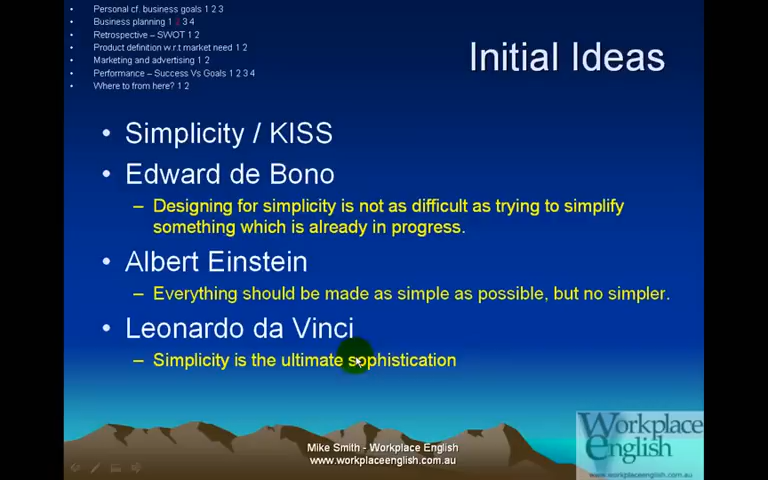 • Personal cf. business goals 1 2 3
• Business planning 1 2 3 4
• Retrospective – SWOT 1 2
• Product definition w r.t market need 1 2
• Marketing and advertising 1 2
• Performance – Success Vs Goals 1 2 3 4
• Where to from here? 1 2
Initial Ideas
• Simplicity / KISS
• Edward de Bono
– Designing for simplicity is not as difficult as trying to simplify
something which is already in progress.
• Albert Einstein
– Everything should be made as simple as possible, but no simpler.
• Leonardo da Vinci
– Simplicity is the ultimate sophistication
Mike Smith - Workplace English
www.workplaceenglish.com.au
Workplace
English
www.workplaceenglish.com.au